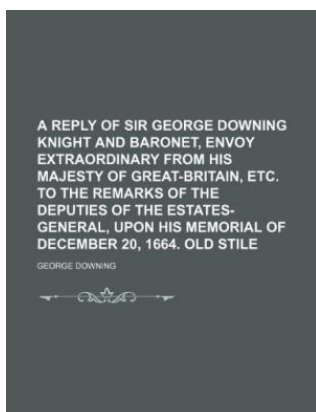 A REPLY OF SIR GEORGE DOWNING
KNIGHT AND BARONET, ENVOY
EXTRAORDINARY FROM HIS
MAJESTY OF GREAT-BRITAIN, ETC.
TO THE REMARKS OF THE
DEPUTIES OF THE ESTATES-
GENERAL, UPON HIS MEMORIAL OF
DECEMBER 20, 1664. OLD STILE
GEORGE DOWNING